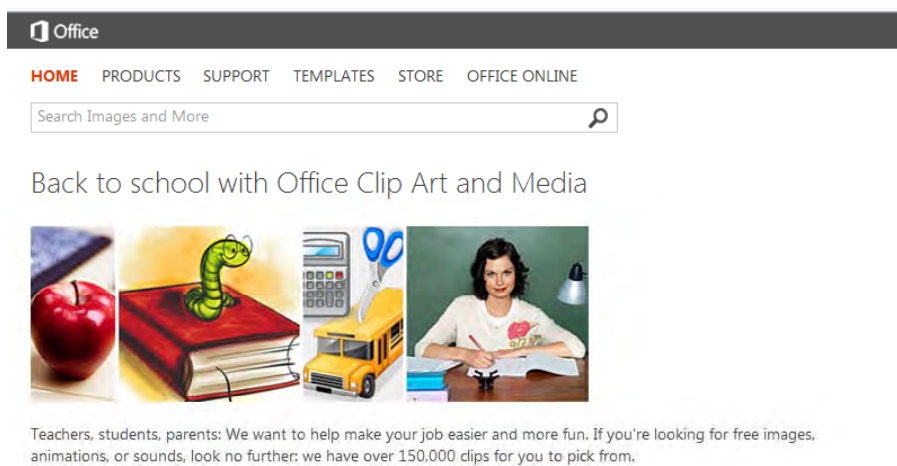 Office
HOME PRODUCTS SUPPORT TEMPLATES STORE OFFICE ONLINE
Search Images and More
Back to school with Office Clip Art and Media
Teachers, students, parents: We want to help make your job easier and more fun. If you're looking for free images,
animations, or sounds, look no further: we have over 150,000 clips for you to pick from.